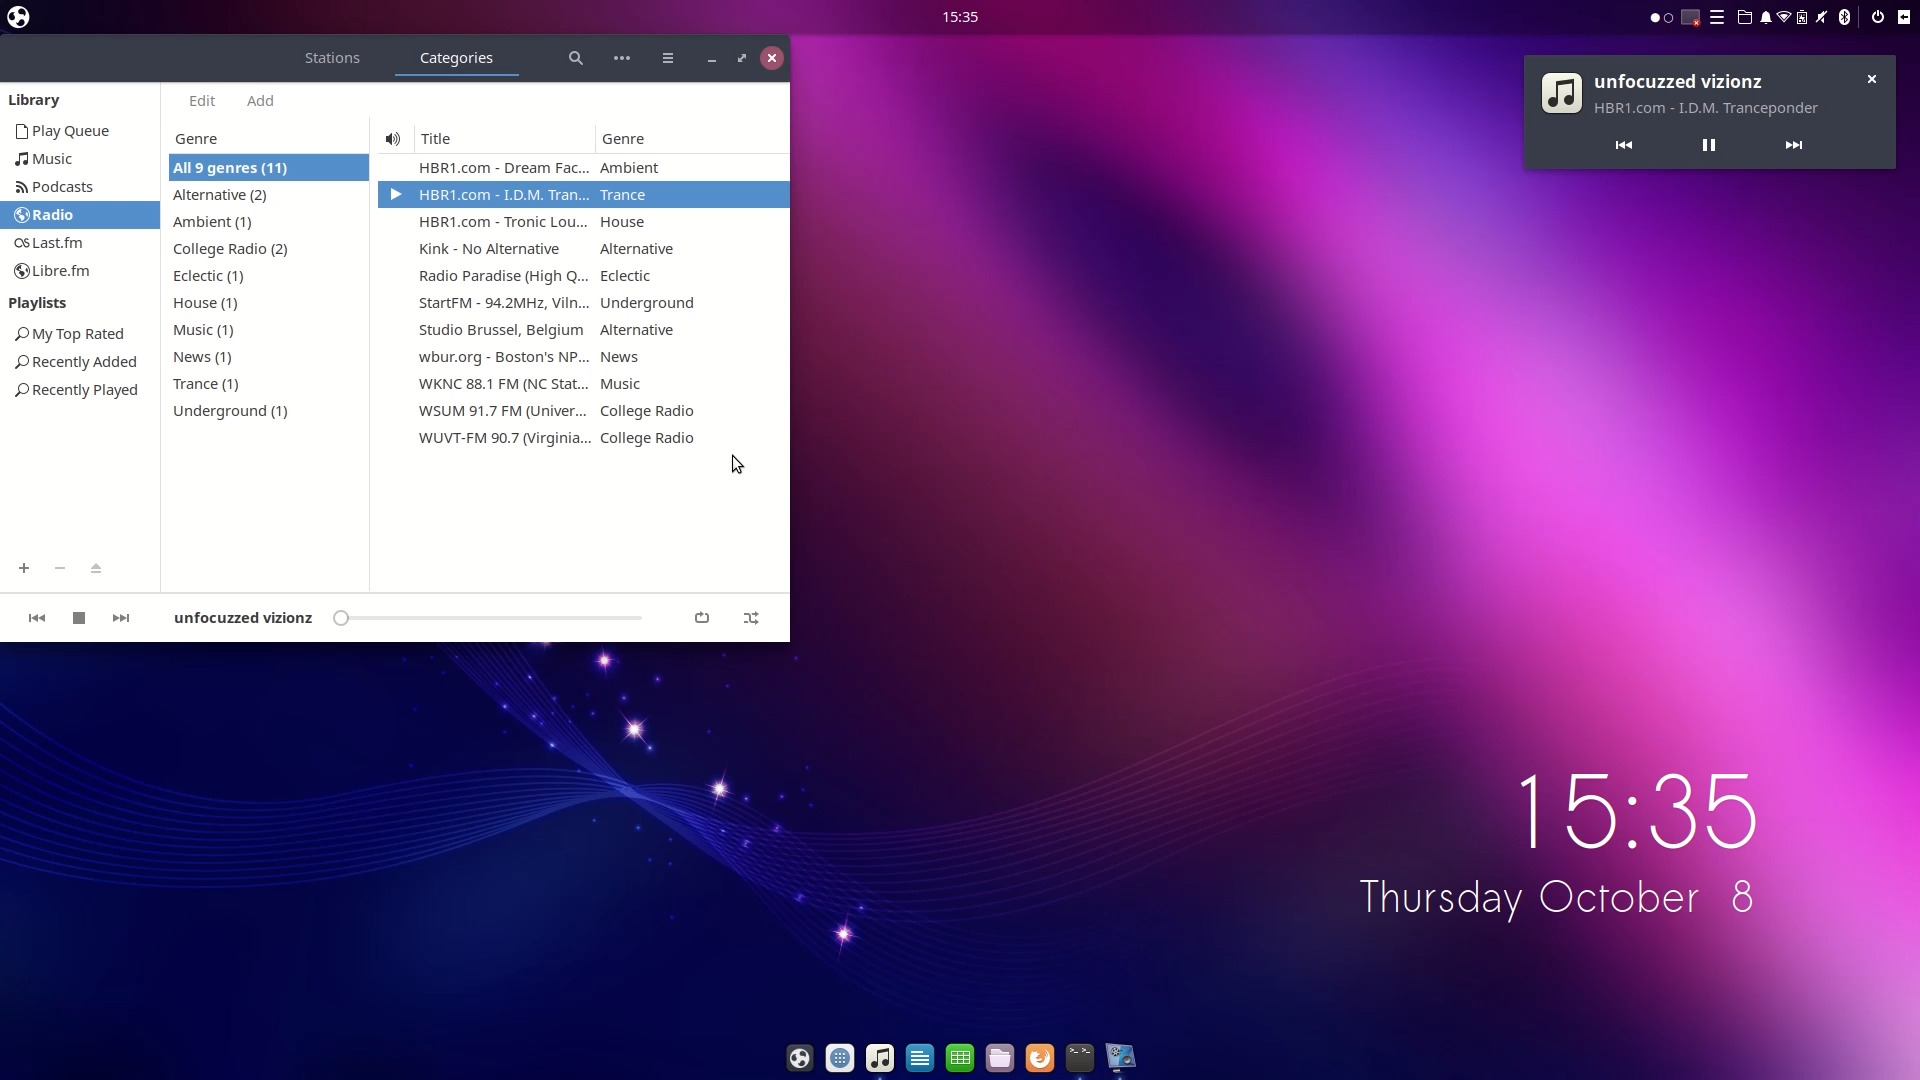 15:35
Stations Categories
Library
Play Queue
Music
Podcasts
Radio
Last.fm
Libre.fm
Playlists
My Top Rated
Recently Added
Recently Played
Edit Add
Genre
All 9 genres (11)
Alternative (2)
Ambient (1)
College Radio (2)
Eclectic (1)
House (1)
Music (1)
News (1)
Trance (1)
Underground (1)
Title Genre
HBR1.com - Dream Fac... Ambient
HBR1.com - I.D.M. Tran... Trance
HBR1.com - Tronic Lou... House
Kink - No Alternative Alternative
Radio Paradise (High Q... Eclectic
StartFM - 94.2MHz, Viln... Underground
Studio Brussel, Belgium Alternative
wbur.org - Boston's NP... News
WKNC 88.1 FM (NC Stat... Music
WSUM 91.7 FM (Univer... College Radio
WUVT-FM 90.7 (Virginia... College Radio
unfocuzzed vizionz
unfocuzzed vizionz
HBR1.com - I.D.M. Tranceponder
15:35
Thursday October 8